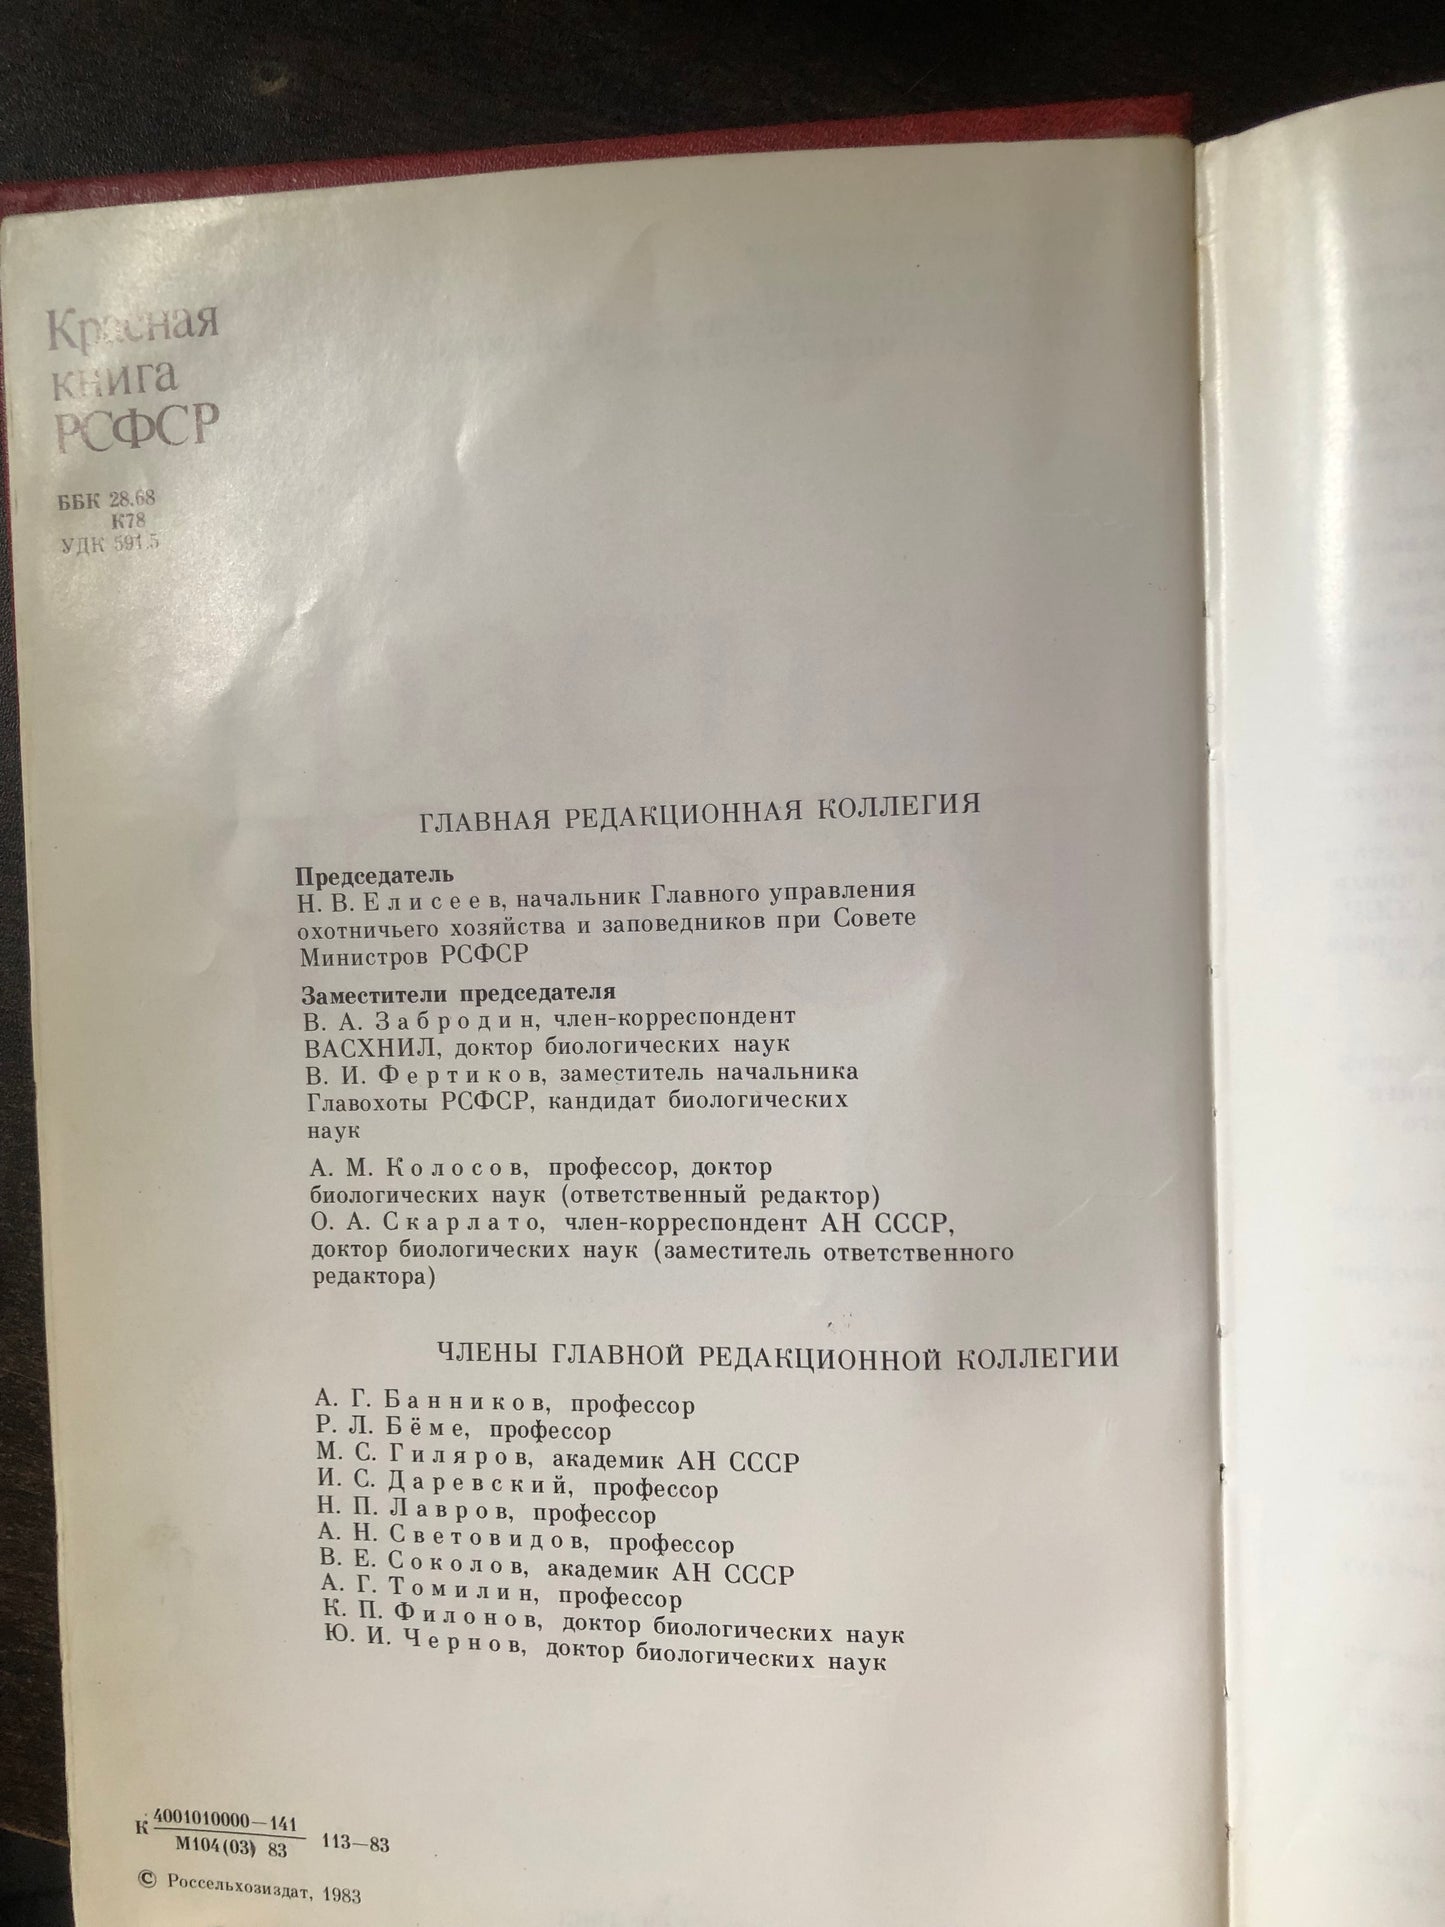 Красная
книга
РСФСР
ББК 28.68
К78
УДК 591.5
ГЛАВНАЯ РЕДАКЦИОННАЯ КОЛЛЕГИЯ
Председатель
Н. В. Елисеев, начальник Главного управления
охотничьего хозяйства и заповедников при Совете
Министров РСФСР
Заместители председателя
В. А. Забродин, член-корреспондент
ВАСХНИЛ, доктор биологических наук
В. И. Фертиков, заместитель начальника
Главохоты РСФСР, кандидат биологических
наук
А. М. Колосов, профессор, доктор
биологических наук (ответственный редактор)
О. А. Скарлато, член-корреспондент АН СССР,
доктор биологических наук (заместитель ответственного
редактора)
ЧЛЕНЫ ГЛАВНОЙ РЕДАКЦИОННОЙ КОЛЛЕГИИ
А. Г. Банников, профессор
Р. Л. Бёме, профессор
М. С. Гиляров, академик АН СССР
И. С. Даревский, профессор
Н. П. Лавров, профессор
А. Н. Световидов, профессор
В. Е. Соколов, академик АН СССР
А. Г. Томилин, профессор
К. П. Филонов, доктор биологических наук
Ю. И. Чернов, доктор биологических наук
К 4001010000—141
М104(03) 83 113—83
© Россельхозиздат, 1983